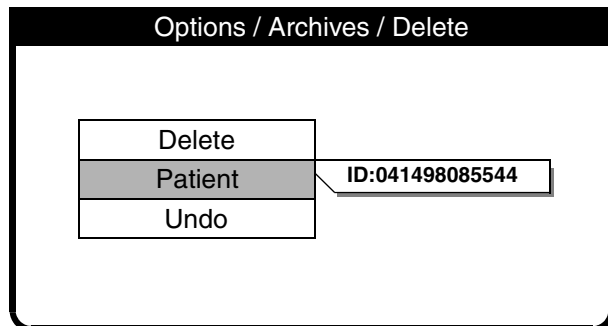 Options / Archives / Delete
Delete
Patient
ID:041498085544
Undo